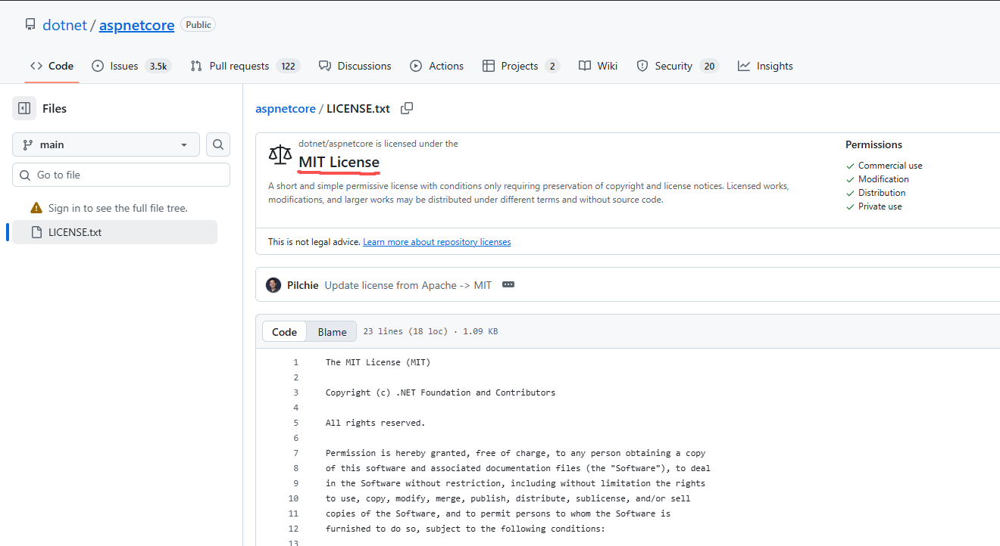 dotnet / aspnetcore Public
Code Issues 3.5k Pull requests 122 Discussions Actions Projects 2 Wiki Security 20 Insights
Files
main
Go to file
Sign in to see the full file tree.
LICENSE.txt
aspnetcore / LICENSE.txt
dotnet/aspnetcore is licensed under the
MIT License
A short and simple permissive license with conditions only requiring preservation of copyright and license notices. Licensed works,
modifications, and larger works may be distributed under different terms and without source code.
Permissions
Commercial use
Modification
Distribution
Private use
This is not legal advice. Learn more about repository licenses
Pilchie Update license from Apache -> MIT
Code Blame 23 lines (18 loc) · 1.09 KB
1 The MIT License (MIT)
2
3 Copyright (c) .NET Foundation and Contributors
4
5 All rights reserved.
6
7 Permission is hereby granted, free of charge, to any person obtaining a copy
8 of this software and associated documentation files (the "Software"), to deal
9 in the Software without restriction, including without limitation the rights
10 to use, copy, modify, merge, publish, distribute, sublicense, and/or sell
11 copies of the Software, and to permit persons to whom the Software is
12 furnished to do so, subject to the following conditions:
13